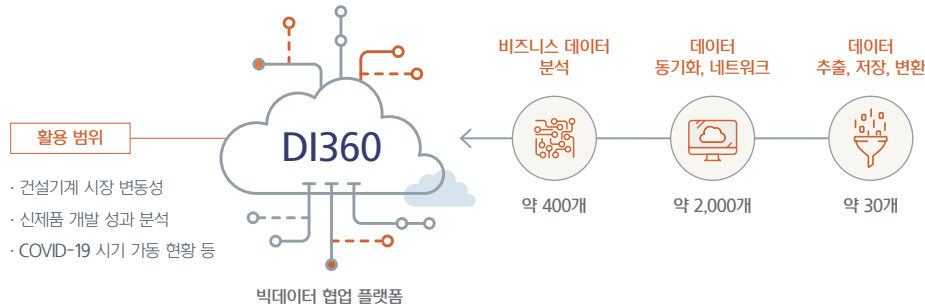 비즈니스 데이터
분석
데이터
동기화, 네트워크
데이터
추출, 저장, 변환
DI360
활용 범위
· 건설기계 시장 변동성
· 신제품 개발 성과 분석
· COVID-19 시기 가동 현황 등
약 400개
약 2,000개
약 30개
빅데이터 협업 플랫폼